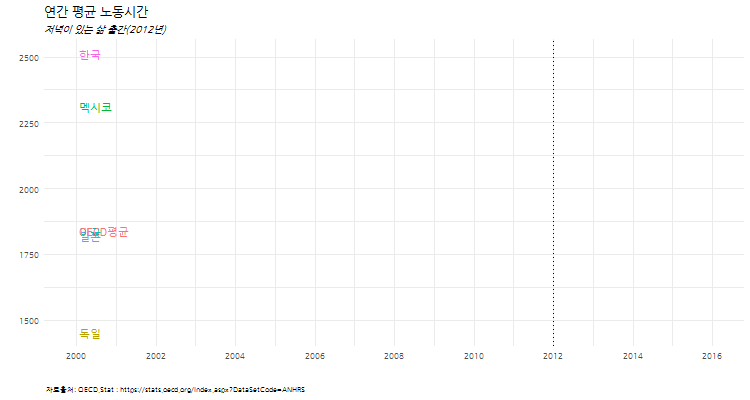 연간 평균 노동시간
저녁이 있는 삶 출간(2012년)
2500
한국
멕시코
2250
2000
OECD평균
일본
1750
1500
독일
2000 2002 2004 2006 2008 2010 2012 2014 2016
자료출처: OECD.Stat : https://stats.oecd.org/Index.aspx?DataSetCode=ANHRS